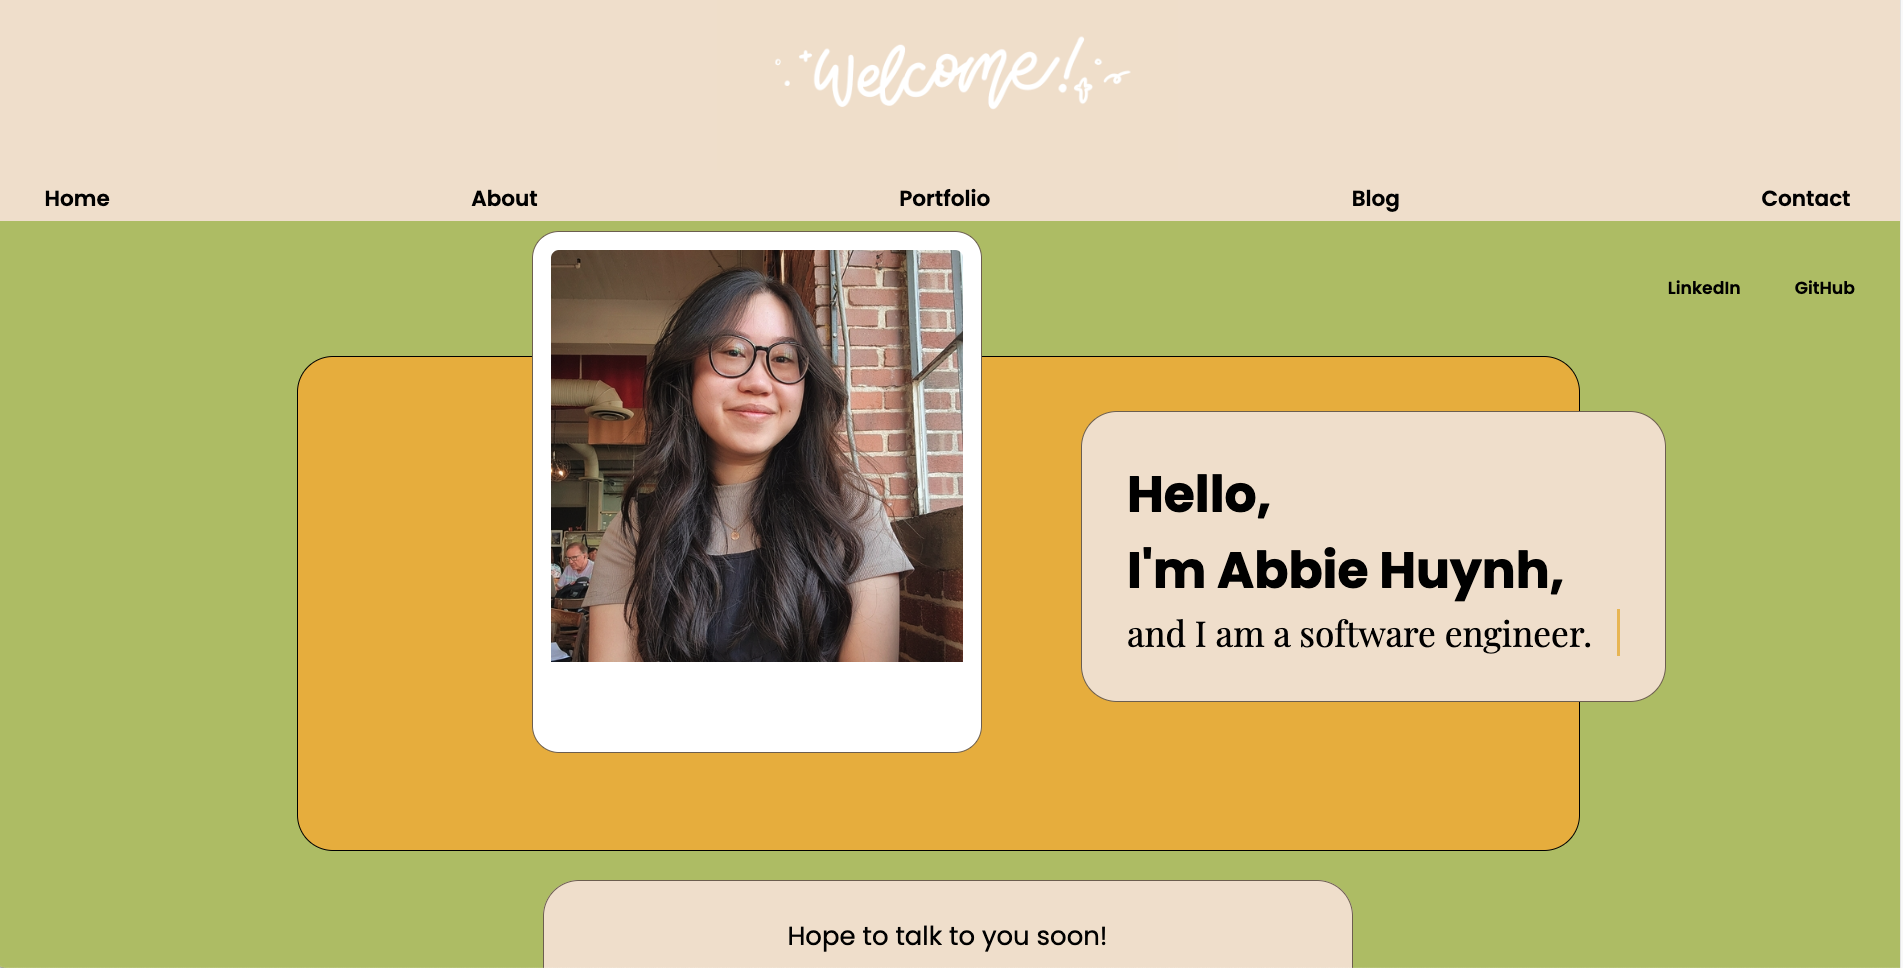 Welcome!
Home About Portfolio Blog Contact
LinkedIn GitHub
Hello,
I'm Abbie Huynh,
and I am a software engineer.
Hope to talk to you soon!